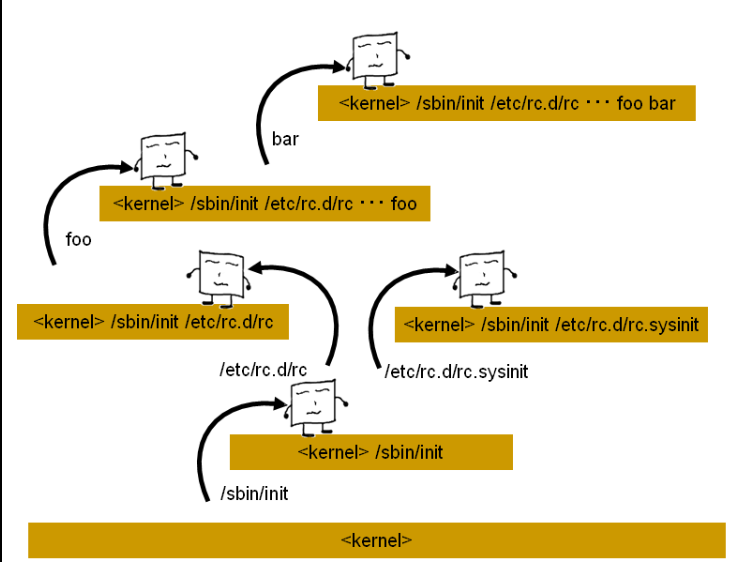 <kernel> /sbin/init /etc/rc.d/rc ･･･ foo bar
bar
<kernel> /sbin/init /etc/rc.d/rc ･･･ foo
foo
<kernel> /sbin/init /etc/rc.d/rc
<kernel> /sbin/init /etc/rc.d/rc.sysinit
/etc/rc.d/rc
/etc/rc.d/rc.sysinit
<kernel> /sbin/init
/sbin/init
<kernel>